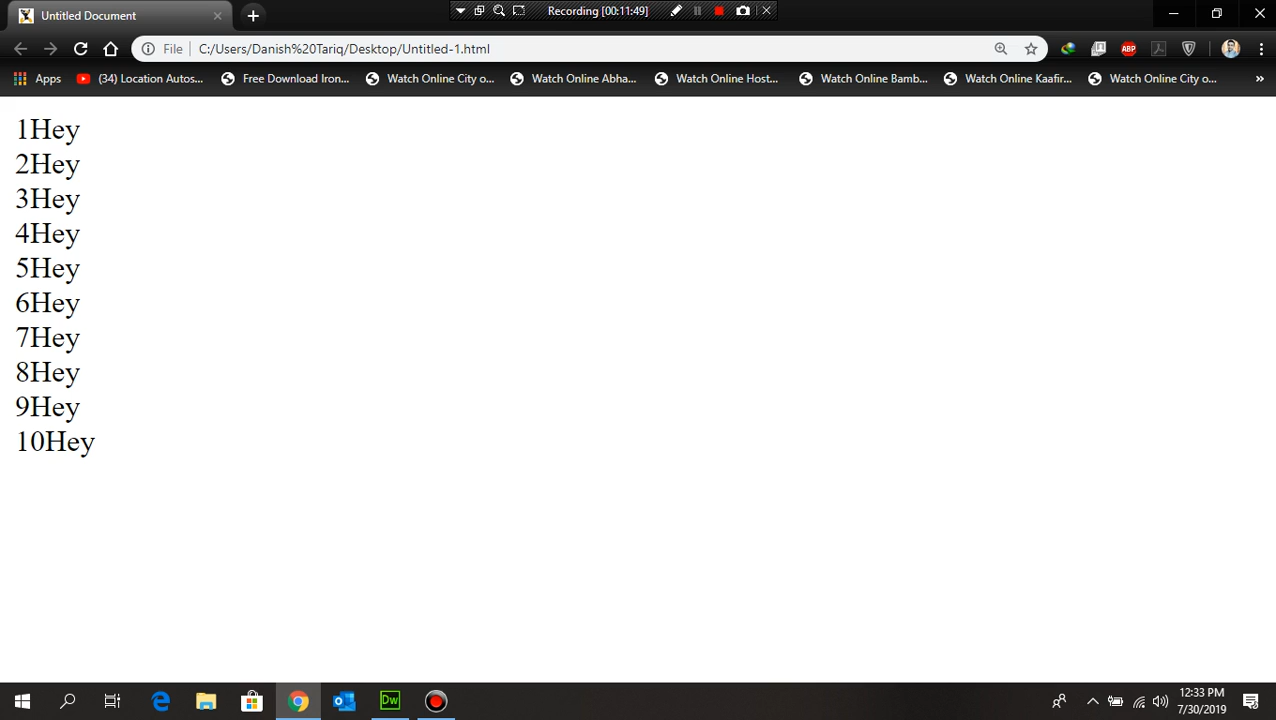 Untitled Document
Recording [00:11:49]
File
C:/Users/Danish%20Tariq/Desktop/Untitled-1.html
ABP
Apps
(34) Location Autos...
Free Download Iron...
Watch Online City o...
Watch Online Abha...
Watch Online Host...
Watch Online Bamb...
Watch Online Kaafir...
Watch Online City o...
»
1Hey
2Hey
3Hey
4Hey
5Hey
6Hey
7Hey
8Hey
9Hey
10Hey
Dw
12:33 PM
7/30/2019